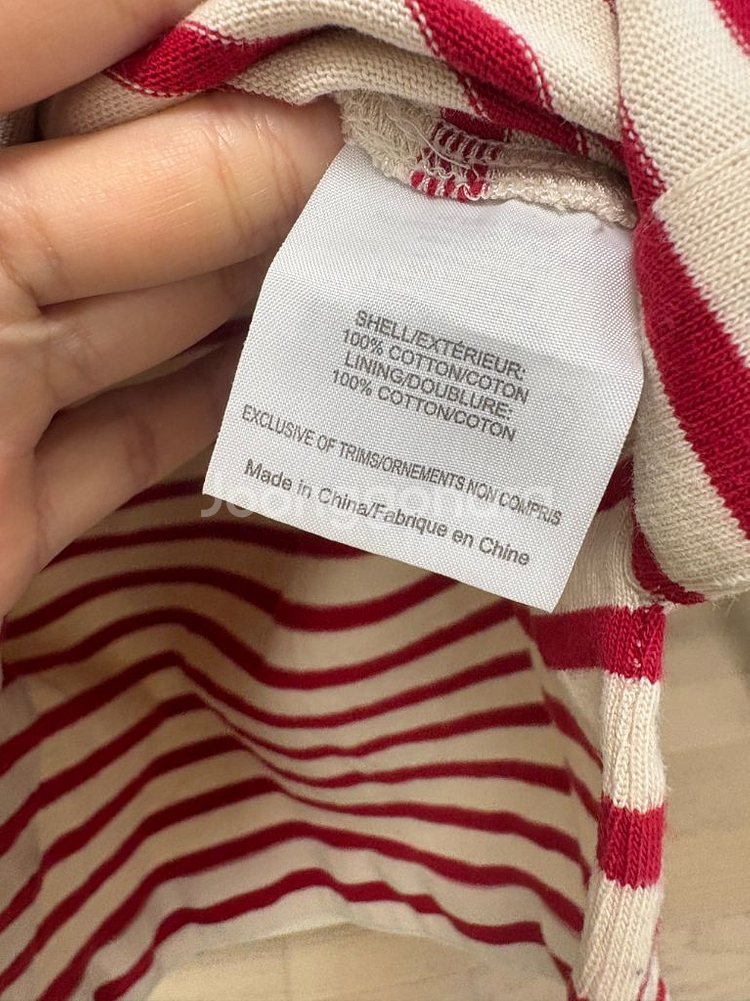 SHELL/EXTÉRIEUR:
100% COTTON/COTON
LINING/DOUBLURE:
100% COTTON/COTON
EXCLUSIVE OF TRIMS/ORNEMENTS NON COMPRIS
Made in China/Fabrique en Chine